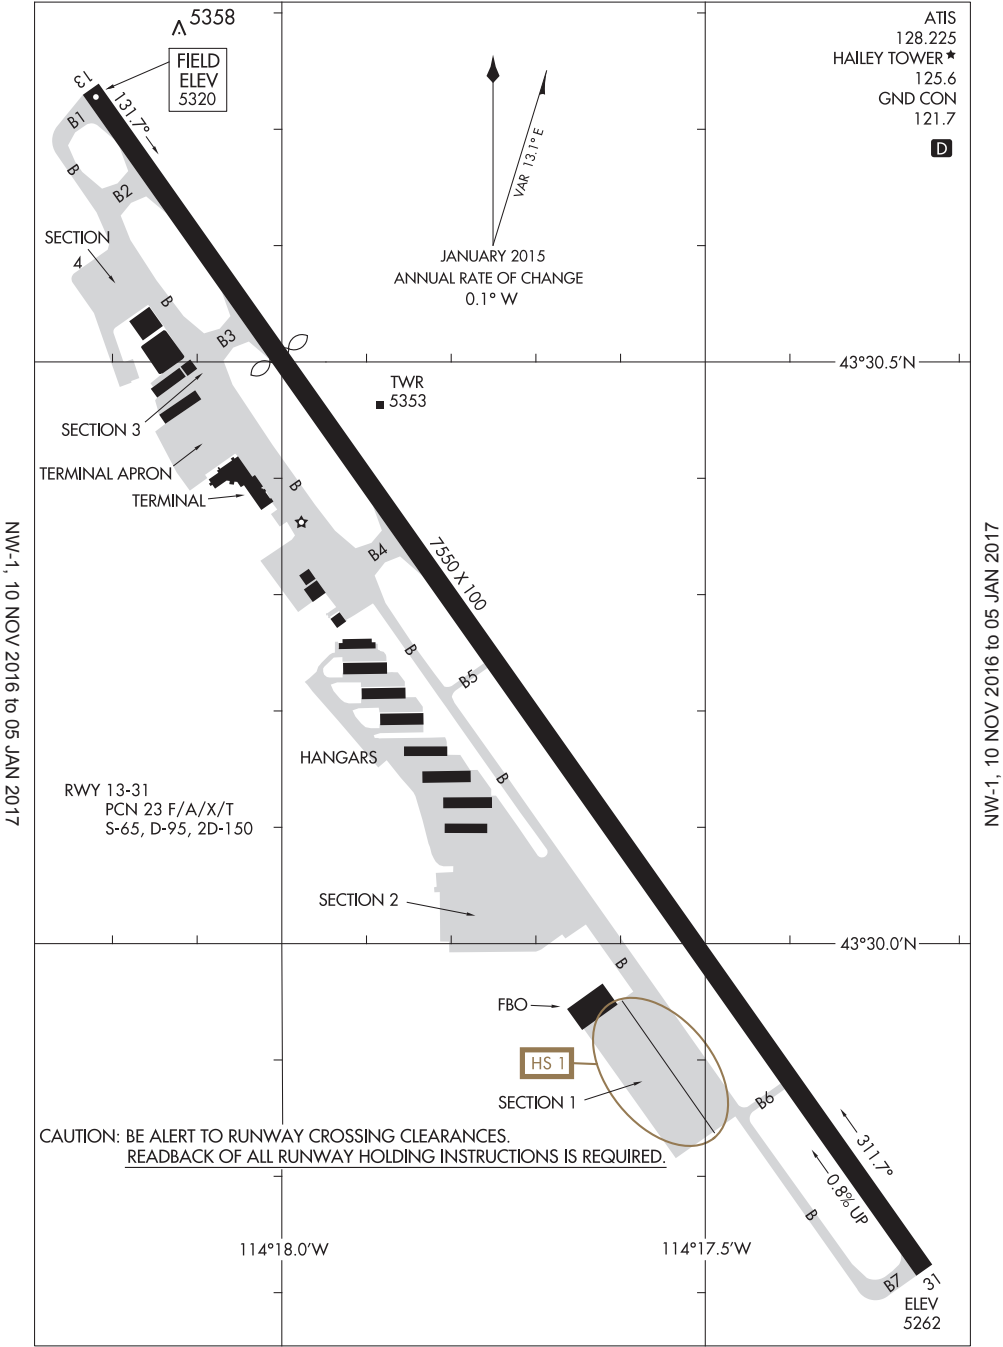 5358
FIELD
ELEV
5320
ATIS
128.225
HAILEY TOWER
125.6
GND CON
121.7
D
13
131.7°
B1
B
B2
VAR 13.1° E
JANUARY 2015
ANNUAL RATE OF CHANGE
0.1° W
SECTION
4
B
B3
43°30.5'N
TWR
5353
SECTION 3
TERMINAL APRON
TERMINAL
B
B4
7550 X 100
B
B5
HANGARS
B
RWY 13-31
PCN 23 F/A/X/T
S-65, D-95, 2D-150
SECTION 2
43°30.0'N
B
FBO
HS 1
SECTION 1
B6
CAUTION: BE ALERT TO RUNWAY CROSSING CLEARANCES.
READBACK OF ALL RUNWAY HOLDING INSTRUCTIONS IS REQUIRED.
311.7°
0.8% UP
B
114°18.0'W
114°17.5'W
B7
31
ELEV
5262
NW-1, 10 NOV 2016 to 05 JAN 2017
NW-1, 10 NOV 2016 to 05 JAN 2017